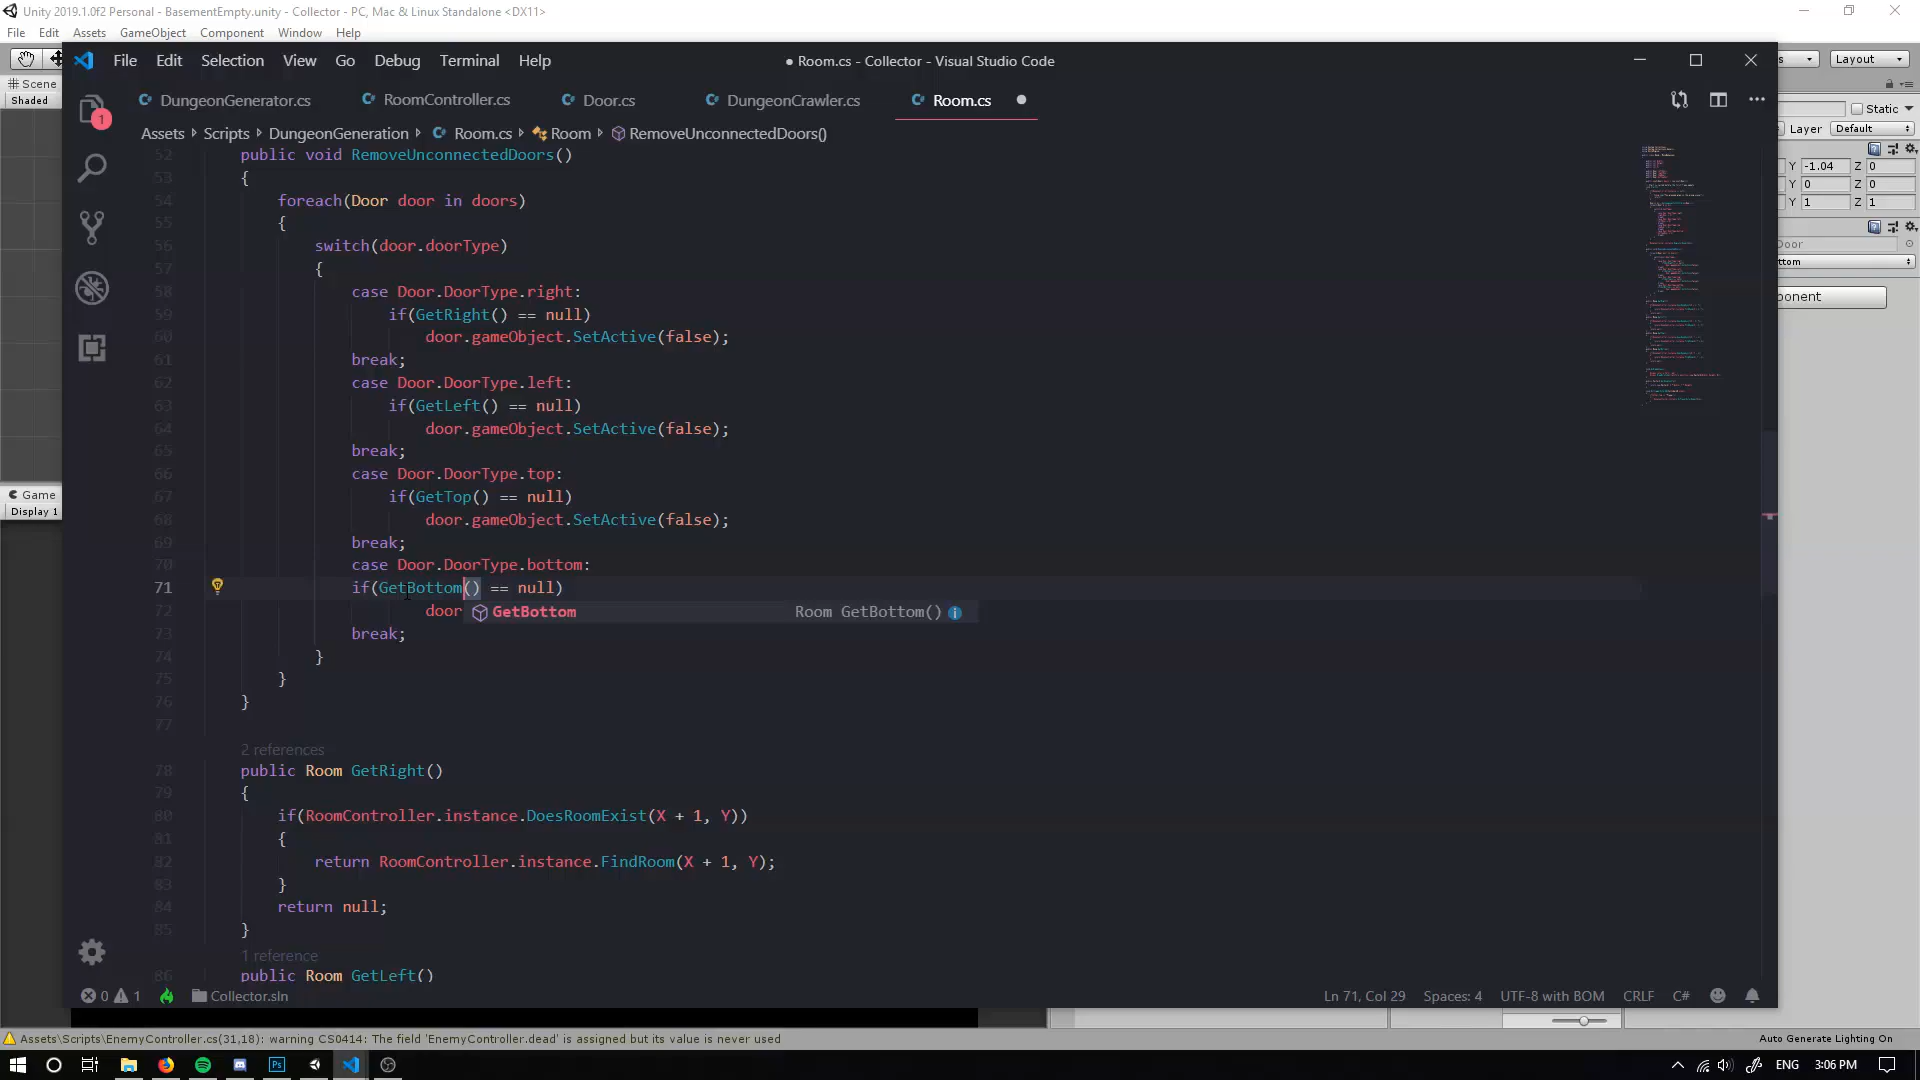 Unity 2019.1.0f2 Personal - BasementEmpty.unity - Collector - PC, Mac & Linux Standalone <DX11>
File Edit Assets GameObject Component Window Help
File Edit Selection View Go Debug Terminal Help
● Room.cs - Collector - Visual Studio Code
Layout
Scene
Shaded
DungeonGenerator.cs RoomController.cs Door.cs DungeonCrawler.cs Room.cs
Static
Layer Default
1
Assets Scripts DungeonGeneration Room.cs Room RemoveUnconnectedDoors()
52 public void RemoveUnconnectedDoors()
53 {
54 foreach(Door door in doors)
55 {
56 switch(door.doorType)
57 {
58 case Door.DoorType.right:
59 if(GetRight() == null)
60 door.gameObject.SetActive(false);
61 break;
62 case Door.DoorType.left:
63 if(GetLeft() == null)
64 door.gameObject.SetActive(false);
65 break;
66 case Door.DoorType.top:
67 if(GetTop() == null)
68 door.gameObject.SetActive(false);
69 break;
70 case Door.DoorType.bottom:
71 if(GetBottom() == null)
72 door GetBottom Room GetBottom()
73 break;
74 }
75 }
76 }
77
2 references
78 public Room GetRight()
79 {
80 if(RoomController.instance.DoesRoomExist(X + 1, Y))
81 {
82 return RoomController.instance.FindRoom(X + 1, Y);
83 }
84 return null;
85 }
1 reference
86 public Room GetLeft()
Y -1.04 Z 0
Y 0 Z 0
Y 1 Z 1
Door
ttom
ponent
Game
Display 1
0 1 Collector.sln Ln 71, Col 29 Spaces: 4 UTF-8 with BOM CRLF C#
Assets\Scripts\EnemyController.cs(31,18): warning CS0414: The field 'EnemyController.dead' is assigned but its value is never used
Auto Generate Lighting On
Ps
ENG 3:06 PM